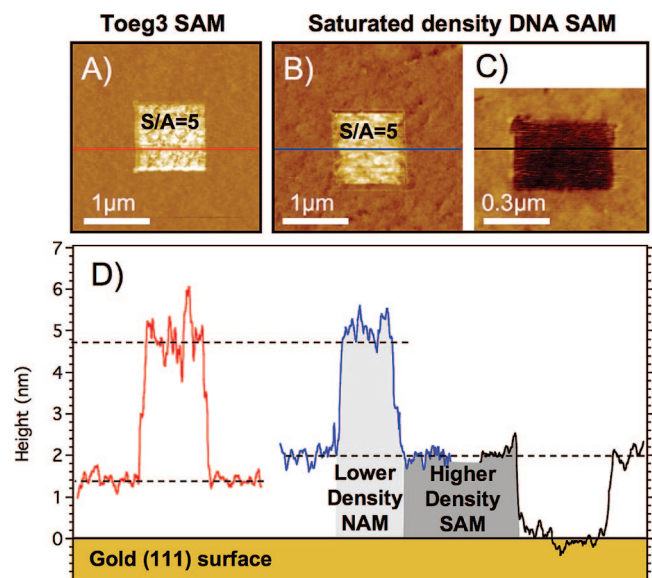 Toeg3 SAM
Saturated density DNA SAM
A)
S/A=5
1µm
B)
S/A=5
1µm
C)
0.3µm
D)
Height (nm)
7
6
5
4
3
2
1
0
Lower
Density
NAM
Higher
Density
SAM
Gold (111) surface